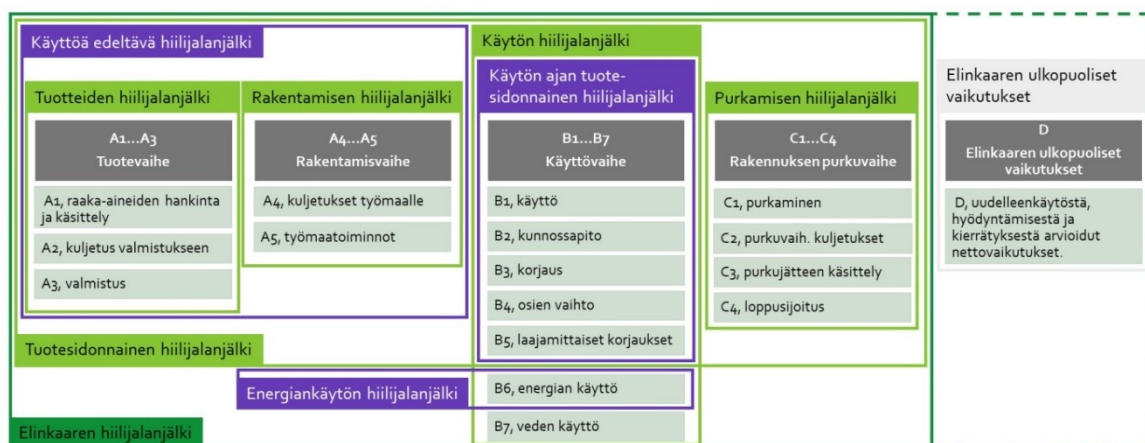 Käyttöä edeltävä hiilijalanjälki
Tuotteiden hiilijalanjälki
A1...A3
Tuotevaihe
A1, raaka-aineiden hankinta
ja käsittely
A2, kuljetus valmistukseen
A3, valmistus
Rakentamisen hiilijalanjälki
A4...A5
Rakentamisvaihe
A4, kuljetukset työmaalle
A5, työmaatoiminnot
Käytön hiilijalanjälki
Käytön ajan tuote-
sidonnainen hiilijalanjälki
B1...B7
Käyttövaihe
B1, käyttö
B2, kunnossapito
B3, korjaus
B4, osien vaihto
B5, laajamittaiset korjaukset
Purkamisen hiilijalanjälki
C1...C4
Rakennuksen purkuvaihe
C1, purkaminen
C2, purkuvaih. kuljetukset
C3, purkujätteen käsittely
C4, loppusijoitus
Elinkaaren ulkopuoliset
vaikutukset
D
Elinkaaren ulkopuoliset
vaikutukset
D, uudelleenkäytöstä,
hyödyntämisestä ja
kierrätyksestä arvioidut
nettovaikutukset.
Tuotesidonnainen hiilijalanjälki
Energiankäytön hiilijalanjälki
B6, energian käyttö
B7, veden käyttö
Elinkaaren hiilijalanjälki